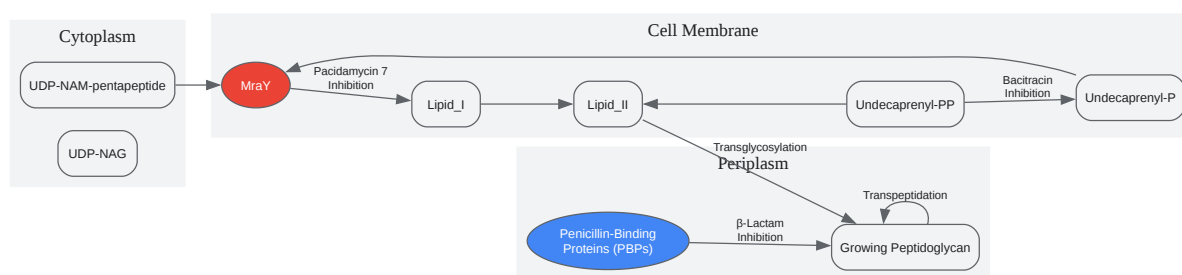 Cytoplasm
UDP-NAM-pentapeptide
UDP-NAG
Cell Membrane
MraY
Pacidamycin 7
Inhibition
Lipid_I
Lipid_II
Undecaprenyl-PP
Bacitracin
Inhibition
Undecaprenyl-P
Transglycosylation
Periplasm
Transpeptidation
Penicillin-Binding
Proteins (PBPs)
β-Lactam
Inhibition
Growing Peptidoglycan